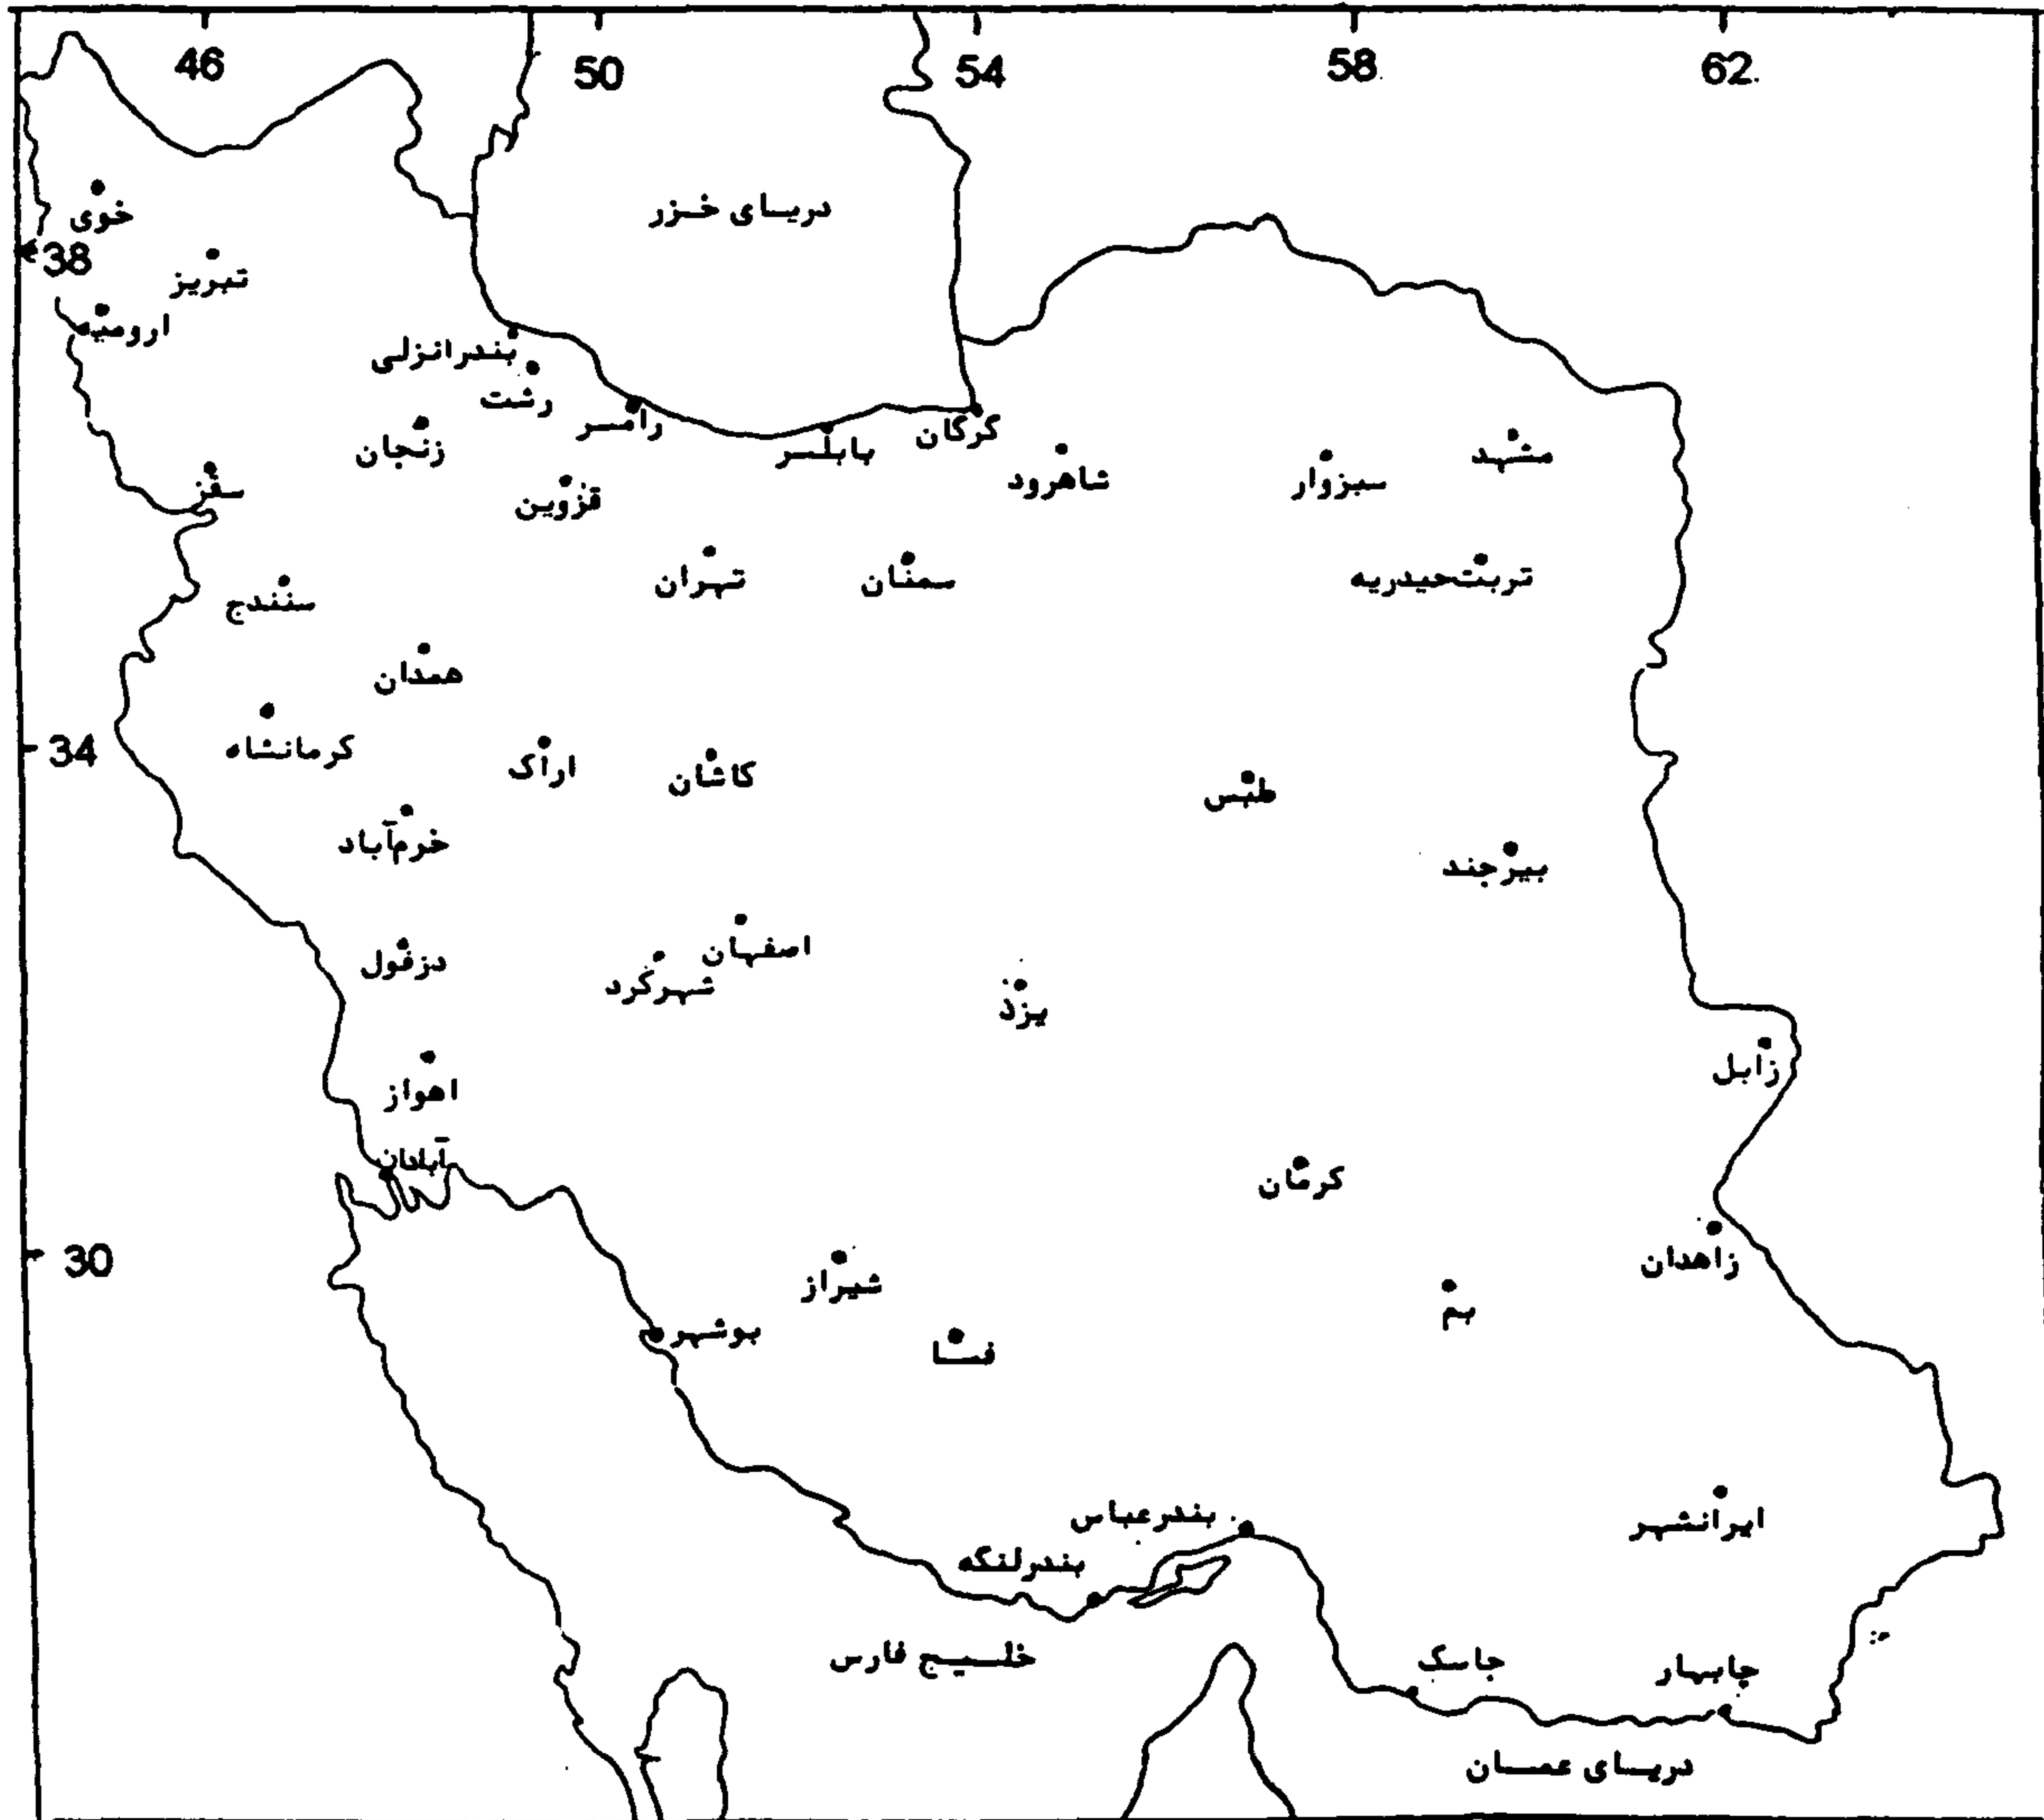 46
50
54
58
62
دریای خزر
خوی
38
تبریز
ارومیه
بندرانزلی
رشت
رامسر
بابلسر
گرگان
زنجان
شاهرود
سبزوار
مشهد
سقز
قزوین
تهران
سمنان
تربت‌حیدریه
سنندج
همدان
کرمانشاه
34
اراک
کاشان
طبس
خرم‌آباد
بیرجند
اصفهان
دزفول
شهرکرد
یزد
زابل
اهواز
آبادان
کرمان
30
زاهدان
شیراز
بم
بوشهر
فسا
بندرعباس
ایرانشهر
بندرلنگه
خلیج فارس
جاسک
چابهار
دریای عمان